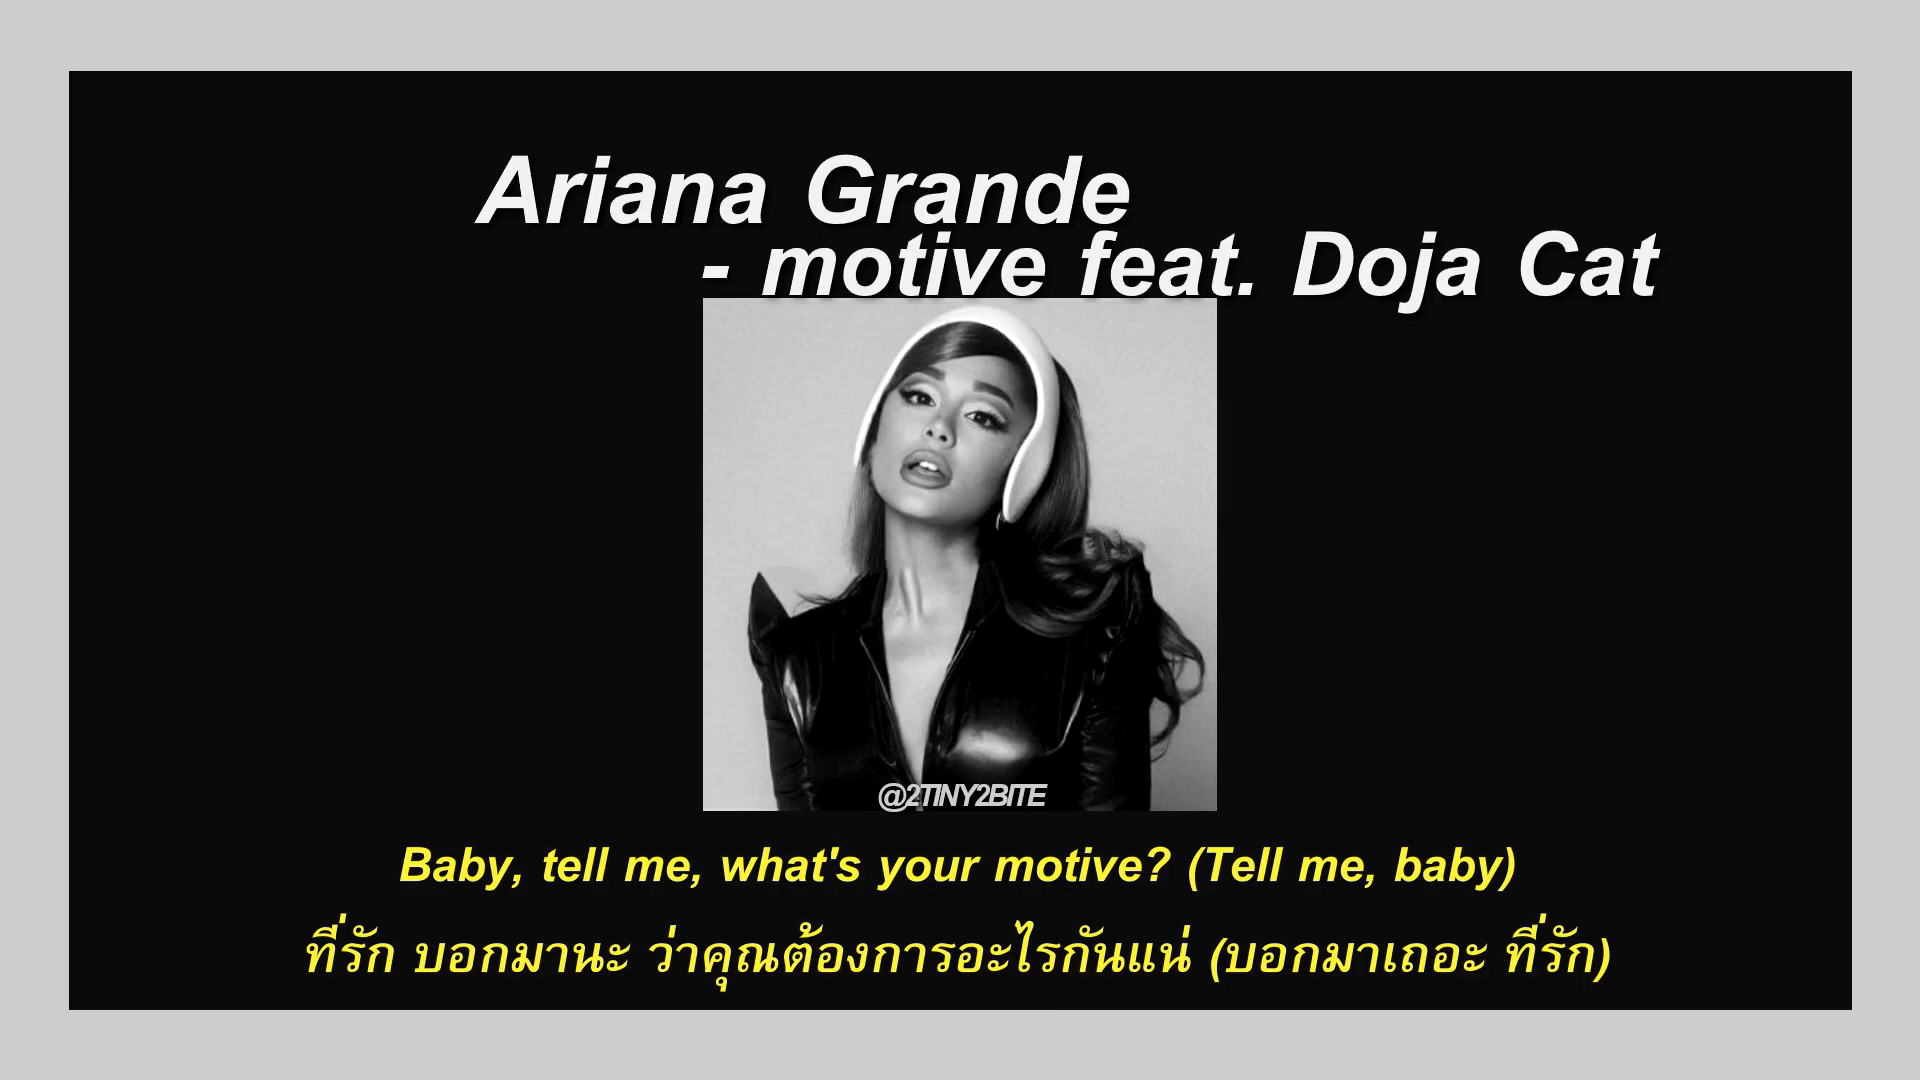 Ariana Grande
- motive feat. Doja Cat
@2TINY2BITE
Baby, tell me, what's your motive? (Tell me, baby)
ที่รัก บอกมานะ ว่าคุณต้องการอะไรกันแน่ (บอกมาเถอะ ที่รัก)